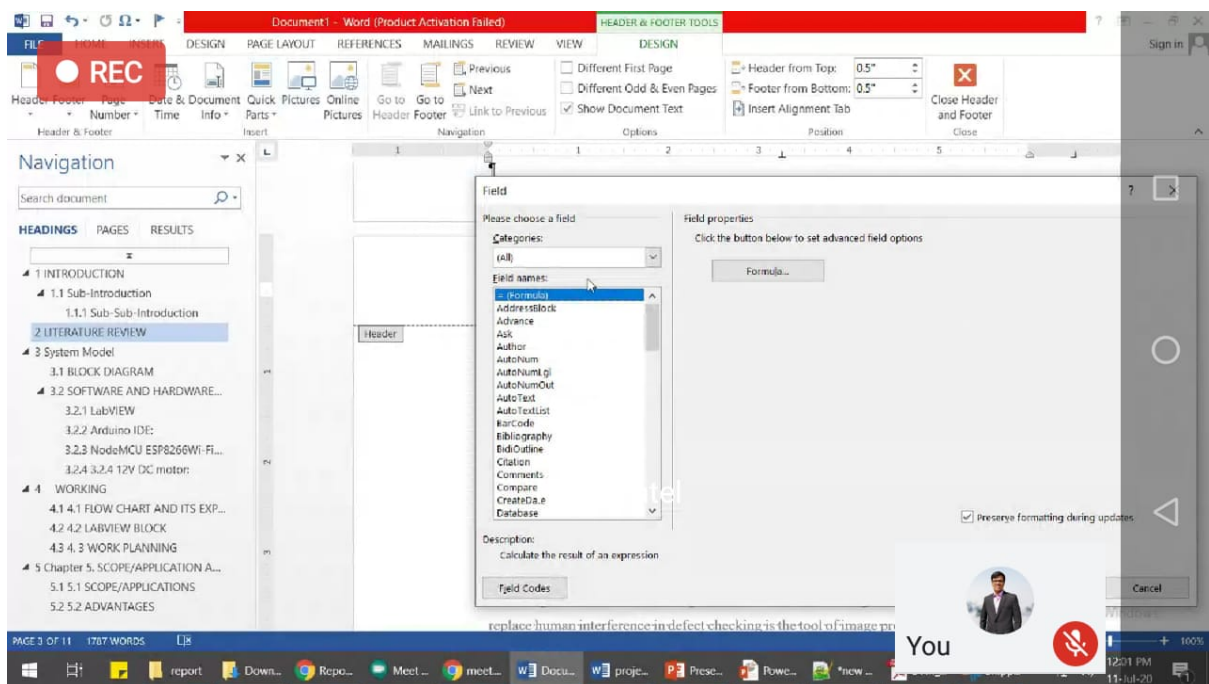 Document1 - Word (Product Activation Failed)
HEADER & FOOTER TOOLS
?
FILE HOME INSERT DESIGN PAGE LAYOUT REFERENCES MAILINGS REVIEW VIEW DESIGN Sign in
REC
Header Footer Page Number
Date & Time
Document Info
Quick Parts
Pictures
Online Pictures
Go to Header
Go to Footer
Previous
Next
Link to Previous
Different First Page
Different Odd & Even Pages
Show Document Text
Header from Top: 0.5"
Footer from Bottom: 0.5"
Insert Alignment Tab
Close Header and Footer
Header & Footer Insert Navigation Options Position Close
Navigation
Search document
HEADINGS PAGES RESULTS
1 INTRODUCTION
1.1 Sub-Introduction
1.1.1 Sub-Sub-Introduction
2 LITERATURE REVIEW
3 System Model
3.1 BLOCK DIAGRAM
3.2 SOFTWARE AND HARDWARE...
3.2.1 LabVIEW
3.2.2 Arduino IDE:
3.2.3 NodeMCU ESP8266Wi-Fi...
3.2.4 3.2.4 12V DC motor:
4 WORKING
4.1 4.1 FLOW CHART AND ITS EXP...
4.2 4.2 LABVIEW BLOCK
4.3 4. 3 WORK PLANNING
5 Chapter 5. SCOPE/APPLICATION A...
5.1 5.1 SCOPE/APPLICATIONS
5.2 5.2 ADVANTAGES
1 1 2 3 4 5
Header
Field
?
Please choose a field
Categories:
(All)
Field names:
= (Formula)
AddressBlock
Advance
Ask
Author
AutoNum
AutoNumLgl
AutoNumOut
AutoText
AutoTextList
BarCode
Bibliography
BidiOutline
Citation
Comments
Compare
CreateDate
Database
Description:
Calculate the result of an expression
Field Codes
Field properties
Click the button below to set advanced field options
Formula...
Preserve formatting during updates
Cancel
replace human interference in defect checking is the tool of image
You
PAGE 3 OF 11 1787 WORDS
100%
report Down... Repo... Meet ... meet... Docu... proje... Prese... Powe... *new ...
12:01 PM
11-Jul-20